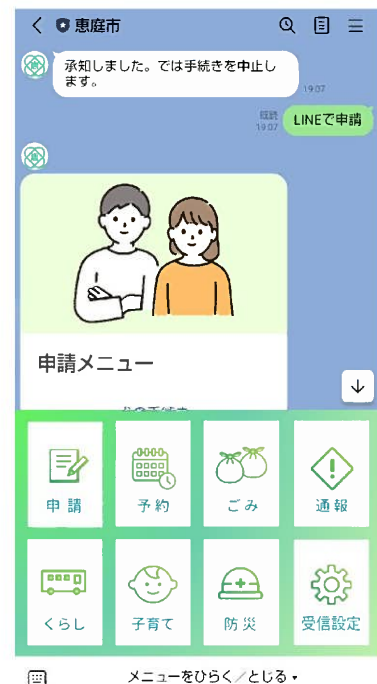 恵庭市
承知しました。では手続きを中止し
ます。
19:07
既読
19:07
LINEで申請
申請メニュー
申請
予約
ごみ
通報
くらし
子育て
防災
受信設定
メニューをひらく／とじる▼